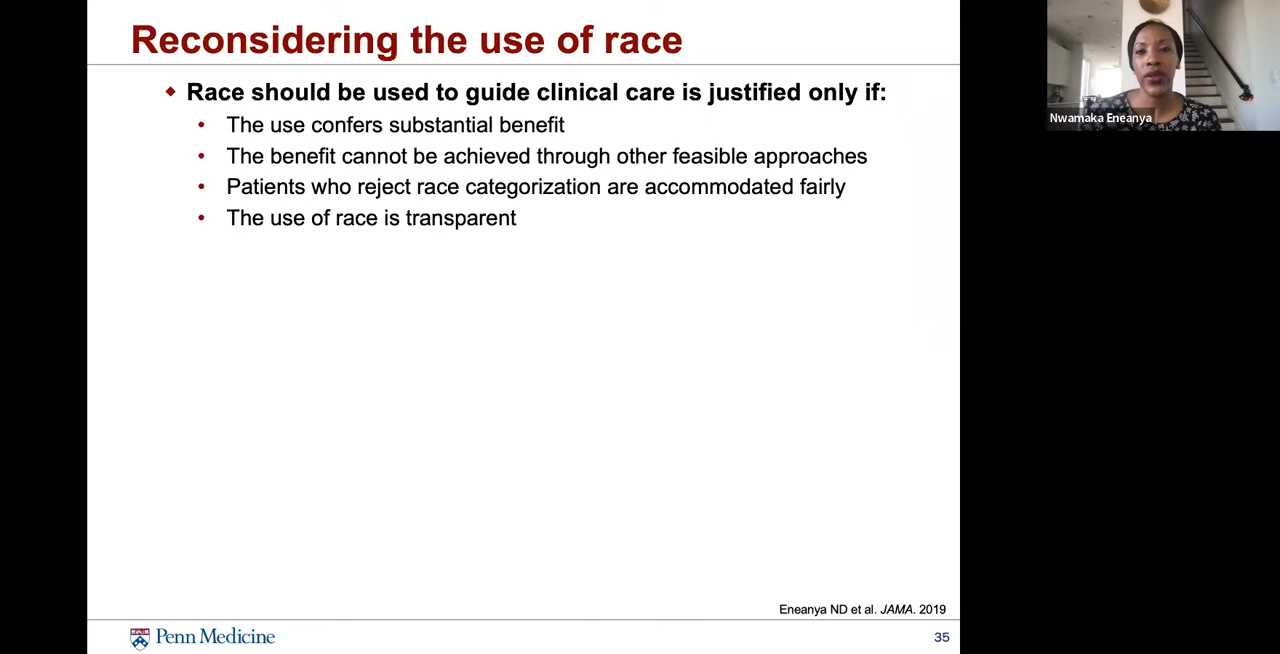 Reconsidering the use of race
Race should be used to guide clinical care is justified only if:
• The use confers substantial benefit
• The benefit cannot be achieved through other feasible approaches
• Patients who reject race categorization are accommodated fairly
• The use of race is transparent
Nwamaka Eneanya
Eneanya ND et al. JAMA. 2019
Penn Medicine
35